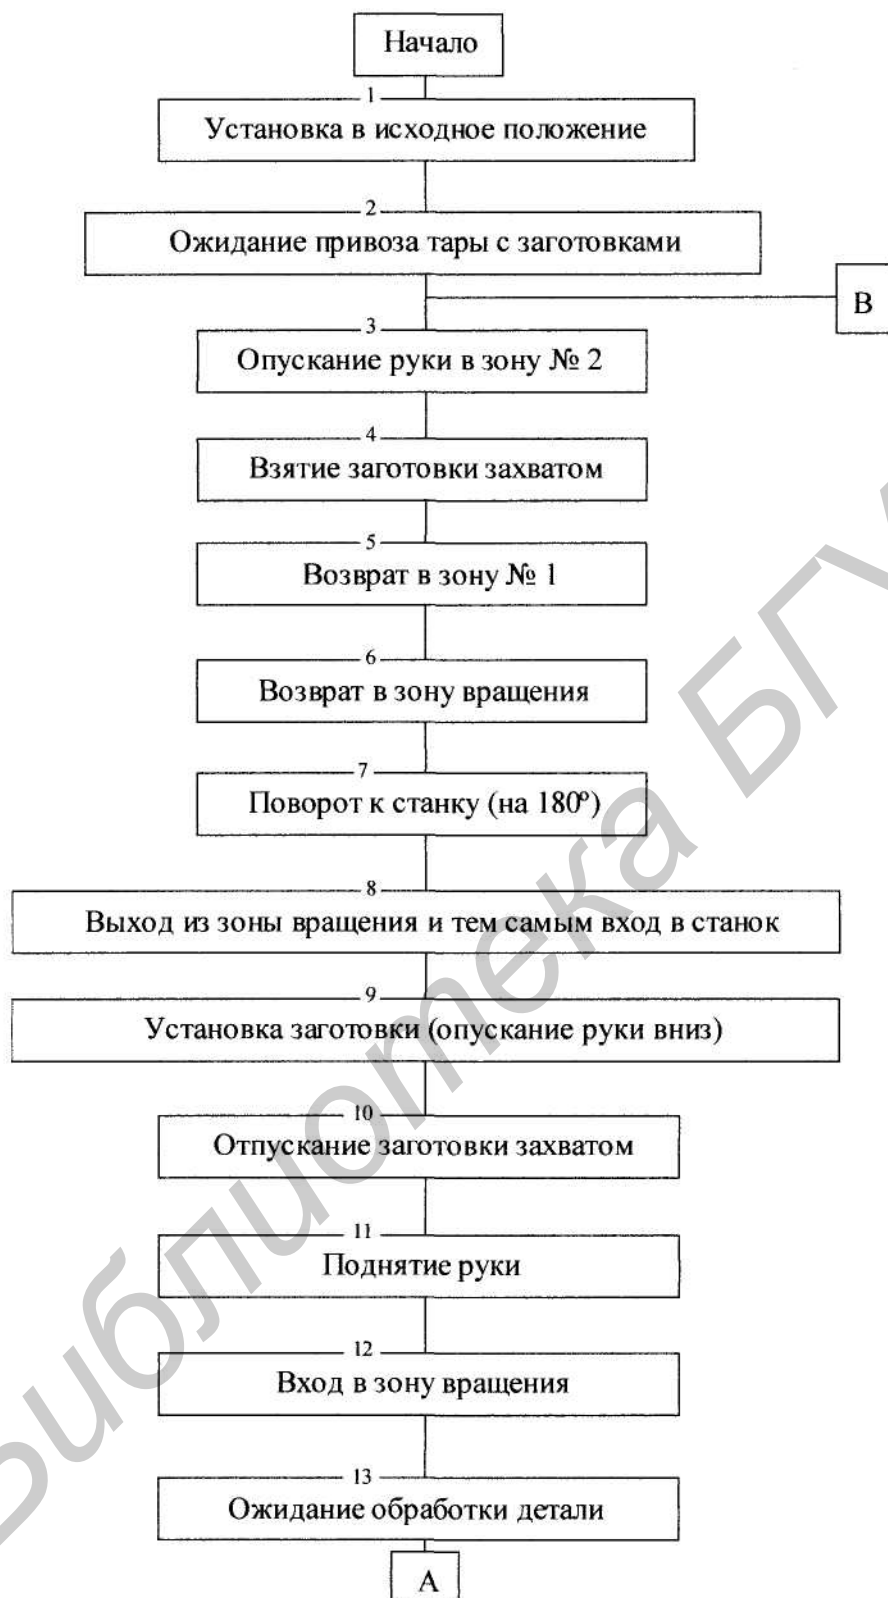 Начало
1
Установка в исходное положение
2
Ожидание привоза тары с заготовками
В
3
Опускание руки в зону № 2
4
Взятие заготовки захватом
5
Возврат в зону № 1
6
Возврат в зону вращения
7
Поворот к станку (на 180º)
8
Выход из зоны вращения и тем самым вход в станок
9
Установка заготовки (опускание руки вниз)
10
Отпускание заготовки захватом
11
Поднятие руки
12
Вход в зону вращения
13
Ожидание обработки детали
А
Библиотека